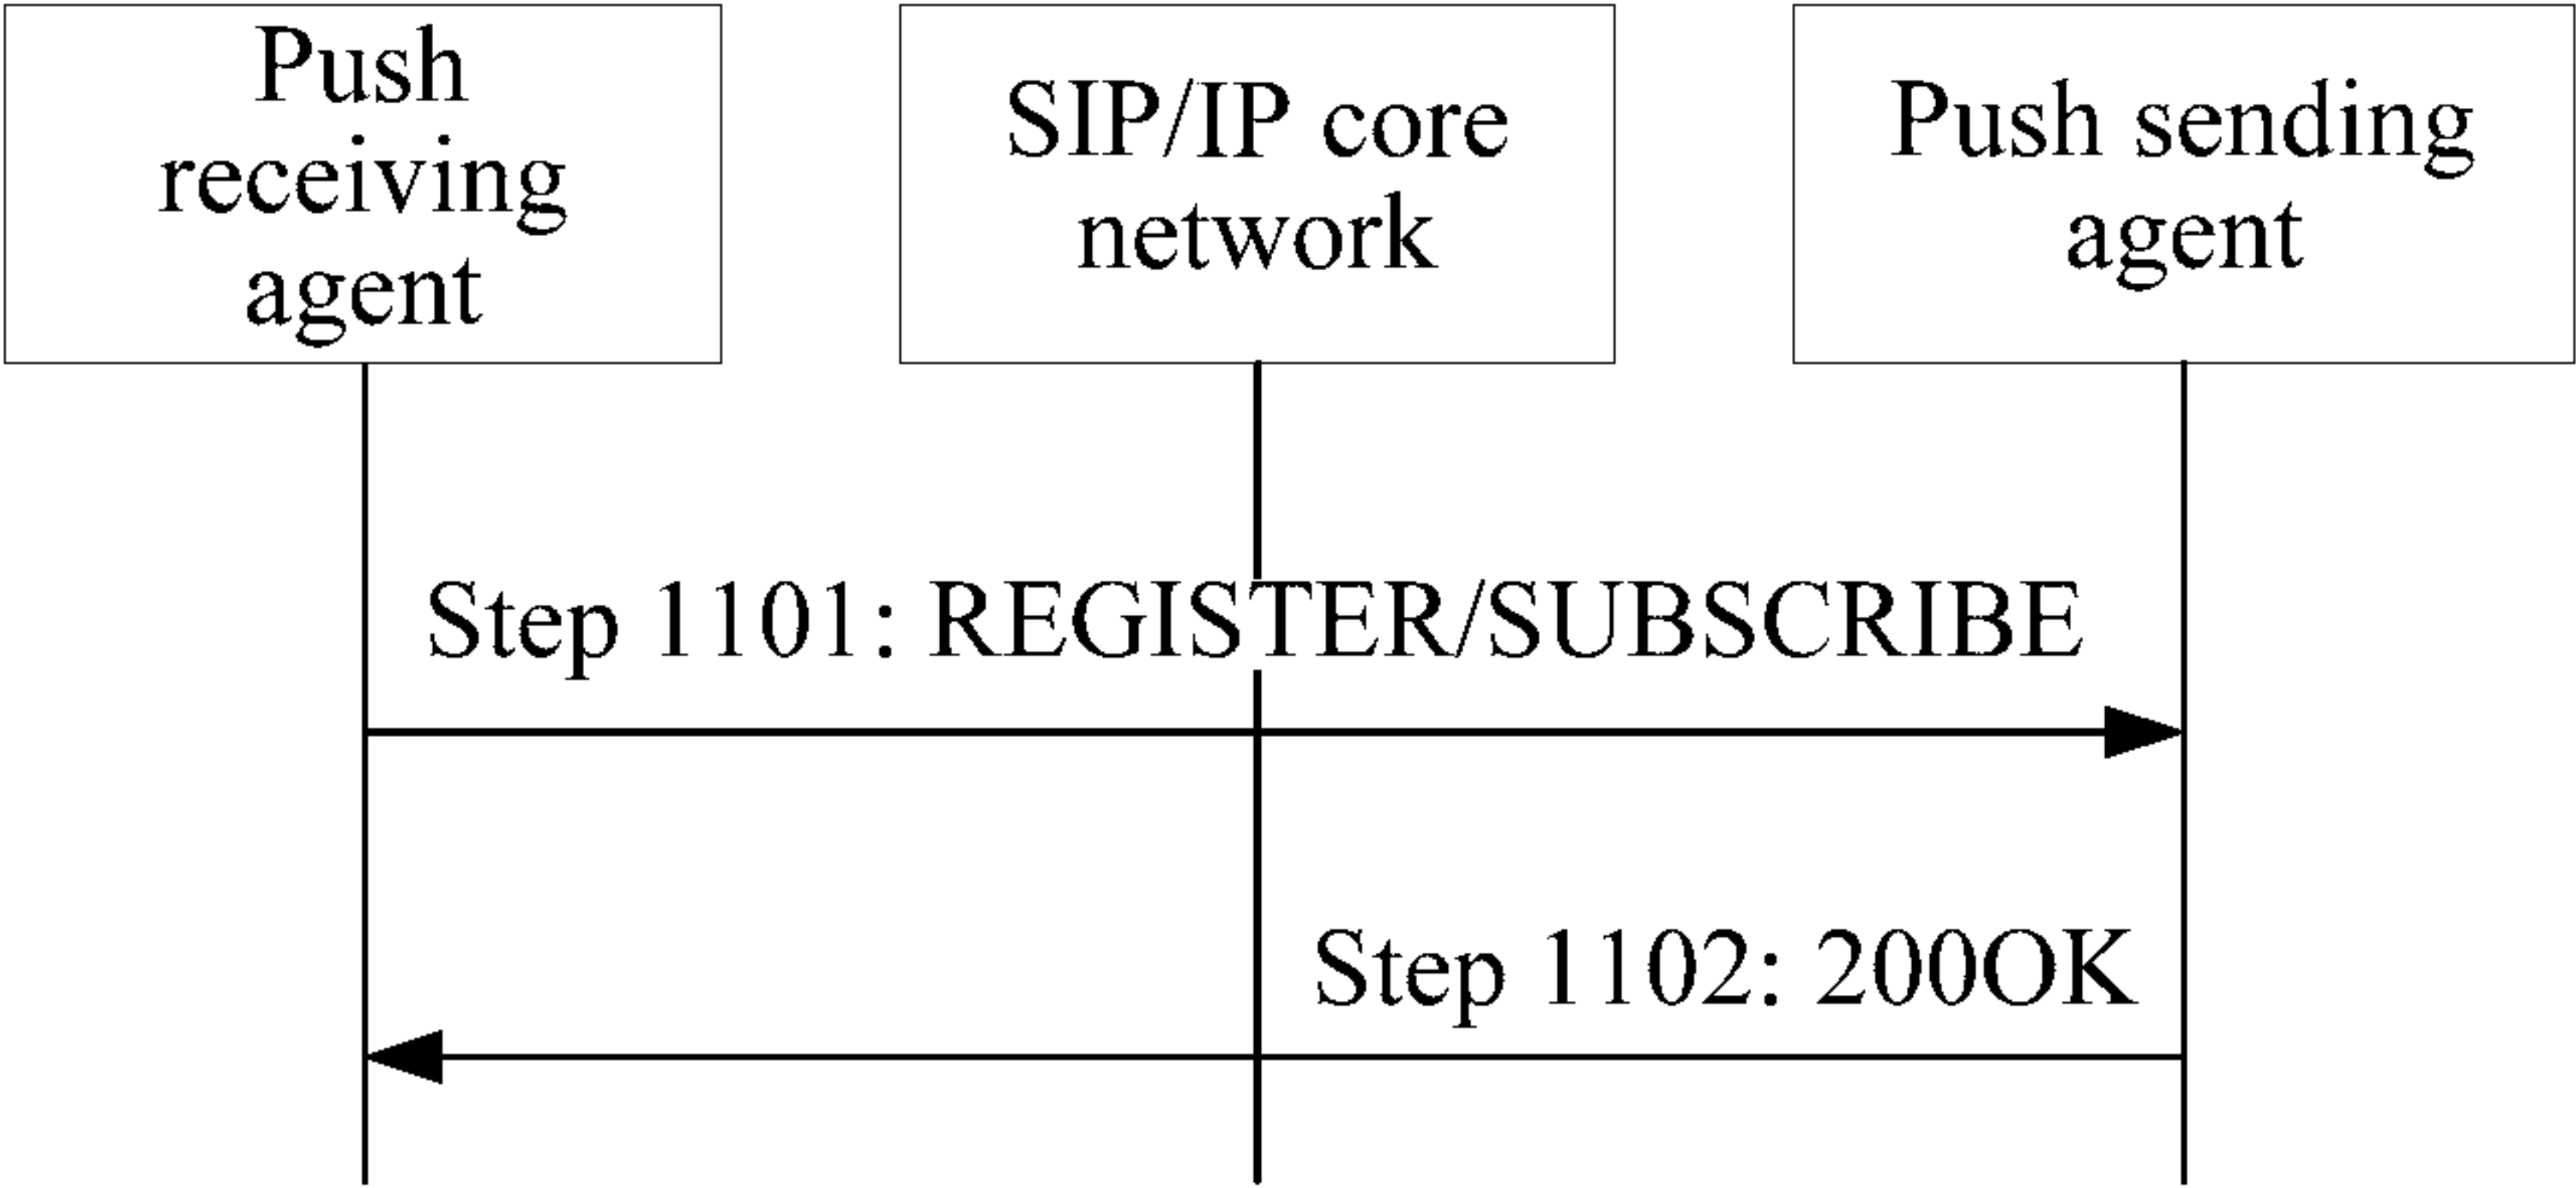 Push
receiving
agent
SIP/IP core
network
Push sending
agent
Step 1101: REGISTER/SUBSCRIBE
Step 1102: 200OK